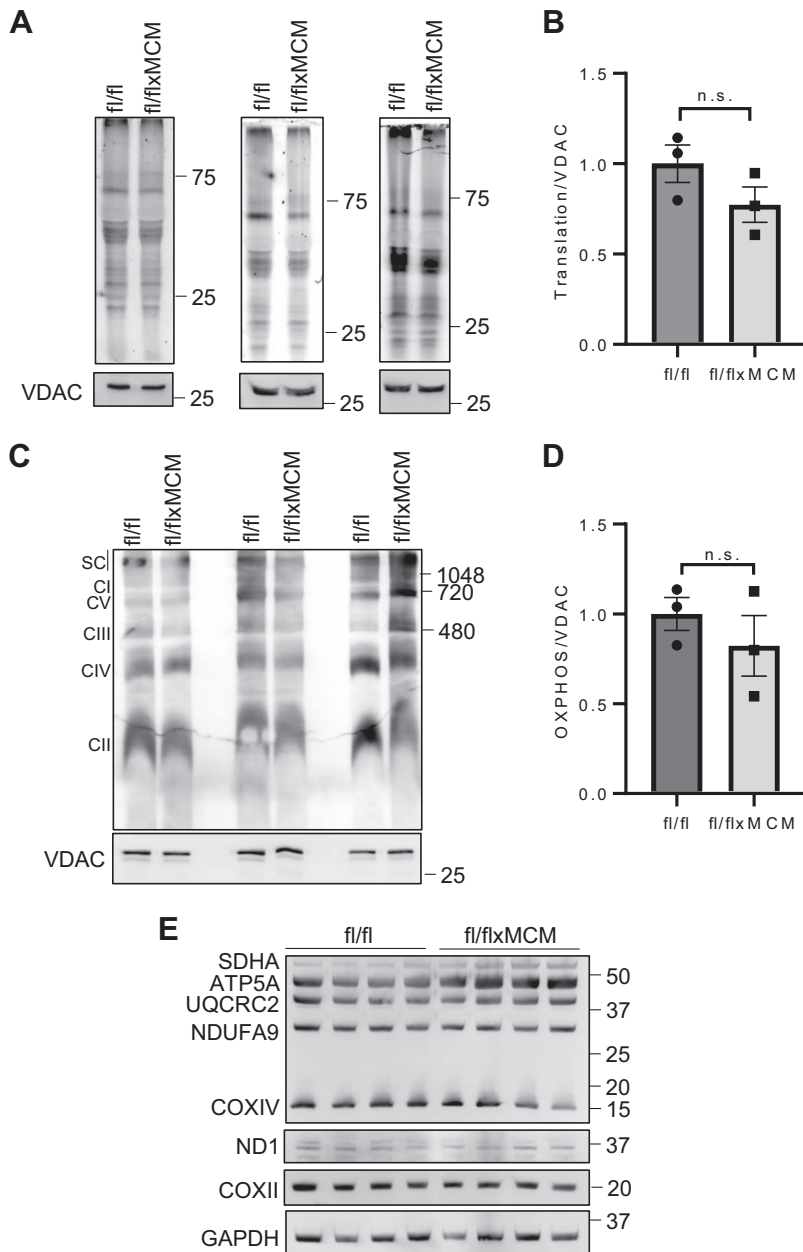 A
fl/fl
fl/flxMCM
fl/fl
fl/flxMCM
fl/fl
fl/flxMCM
75
25
75
25
75
25
VDAC
25
25
25
B
1.5
1.0
0.5
0.0
Translation/VDAC
n.s.
fl/fl
fl/flxMCM
C
fl/fl
fl/flxMCM
fl/fl
fl/flxMCM
fl/fl
fl/flxMCM
SC
CI
CV
CIII
CIV
CII
1048
720
480
VDAC
25
D
1.5
1.0
0.5
0.0
OXPHOS/VDAC
n.s.
fl/fl
fl/flxMCM
E
fl/fl
fl/flxMCM
SDHA
ATP5A
UQCRC2
NDUFA9
COXIV
50
37
25
20
15
ND1
37
COXII
20
GAPDH
37